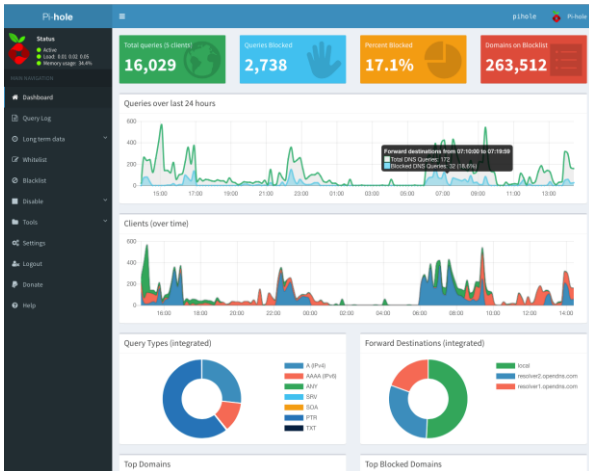 Pi-hole
pihole
Pi-hole
Status
Active
Load: 0.01 0.02 0.05
Memory usage: 34.4%
MAIN NAVIGATION
Dashboard
Query Log
Long term data
Whitelist
Blacklist
Disable
Tools
Settings
Logout
Donate
Help
Total queries (5 clients)
16,029
Queries Blocked
2,738
Percent Blocked
17.1%
Domains on Blocklist
263,512
Queries over last 24 hours
600
400
200
0
15:00 17:00 19:00 21:00 23:00 01:00 03:00 05:00 07:00 09:00 11:00 13:00
Forward destinations from 07:10:00 to 07:19:59
Total DNS Queries: 172
Blocked DNS Queries: 32 (18.6%)
Clients (over time)
600
400
200
0
16:00 18:00 20:00 22:00 00:00 02:00 04:00 06:00 08:00 10:00 12:00 14:00
Query Types (integrated)
A (IPv4)
AAAA (IPv6)
ANY
SRV
SOA
PTR
TXT
Forward Destinations (integrated)
local
resolver2.opendns.com
resolver1.opendns.com
Top Domains
Top Blocked Domains